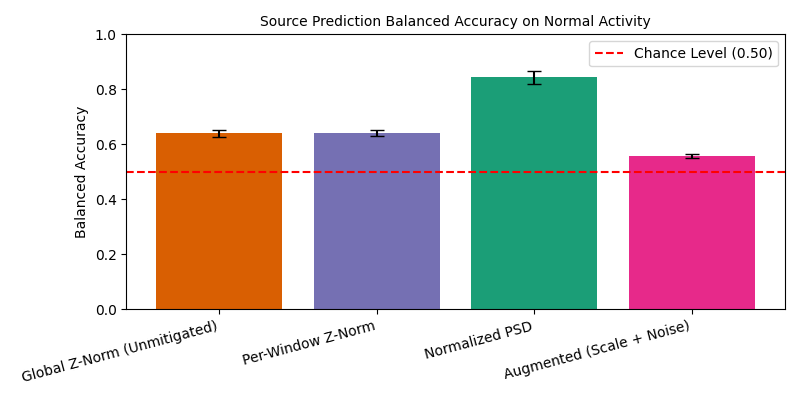 Source Prediction Balanced Accuracy on Normal Activity
Chance Level (0.50)
Balanced Accuracy
1.0
0.8
0.6
0.4
0.2
0.0
Global Z-Norm (Unmitigated)
Per-Window Z-Norm
Normalized PSD
Augmented (Scale + Noise)